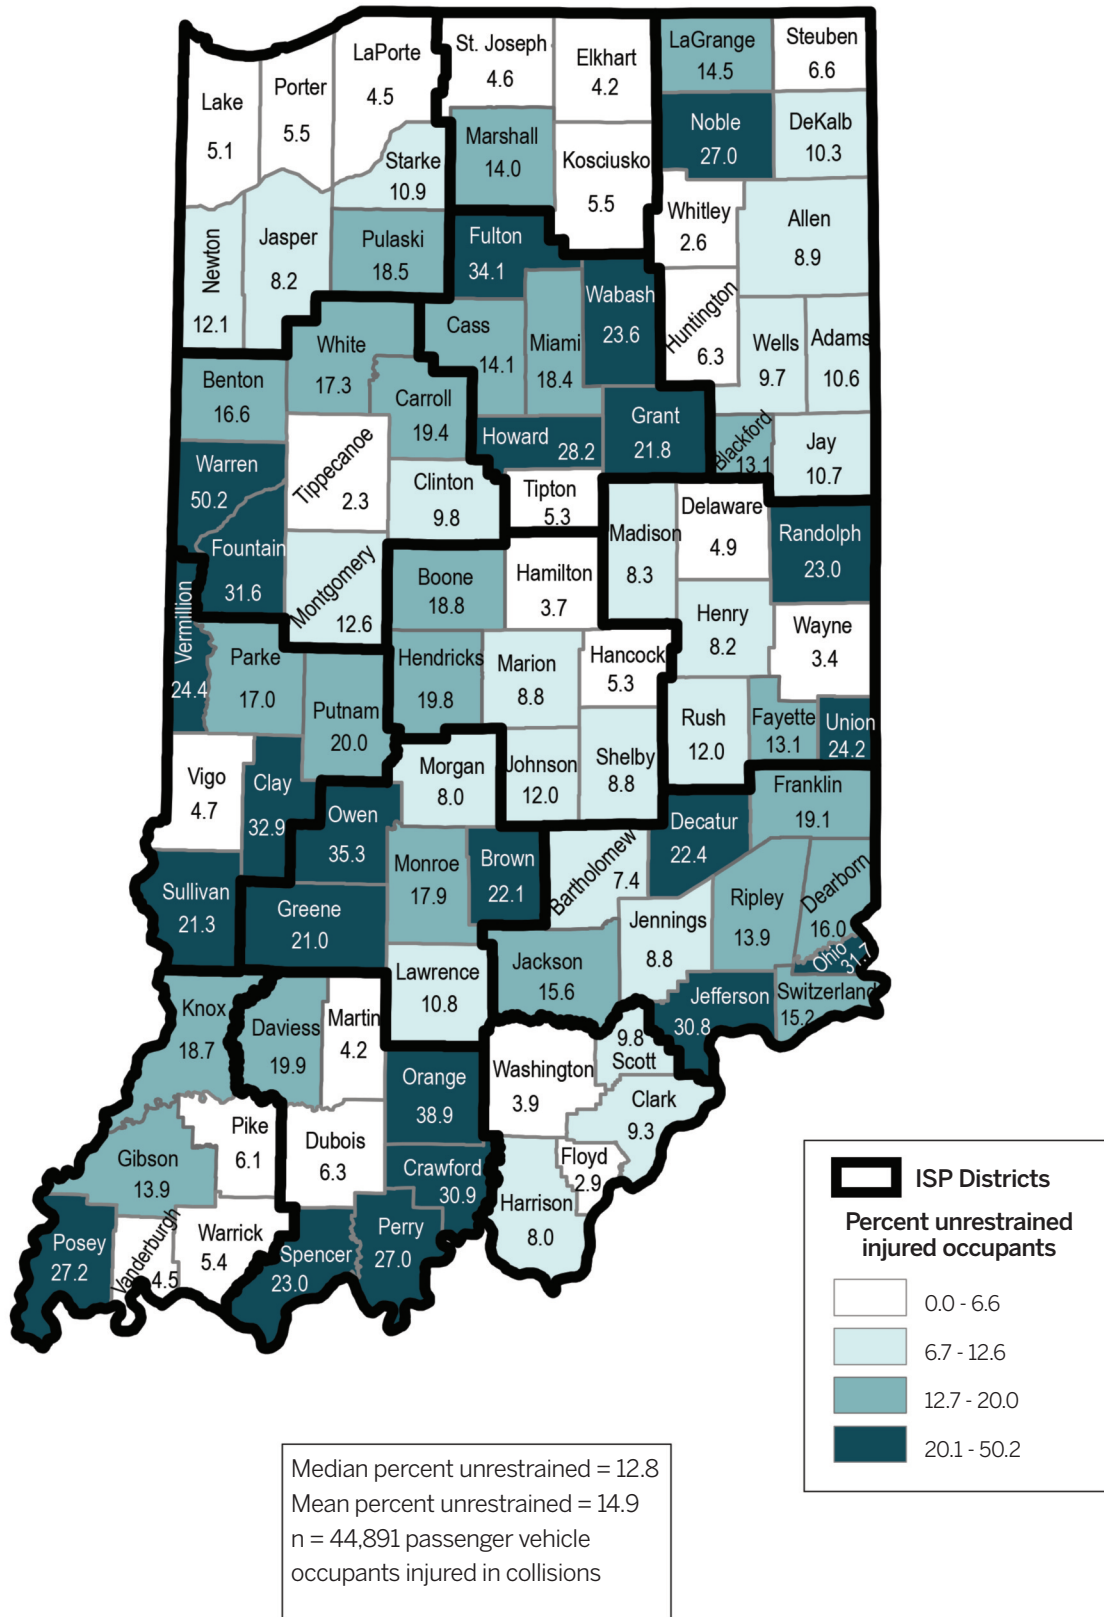 LaGrange
14.5
Steuben
6.6
St. Joseph
4.6
Elkhart
4.2
LaPorte
4.5
Porter
5.5
Lake
5.1
Noble
27.0
DeKalb
10.3
Marshall
14.0
Kosciusko
5.5
Starke
10.9
Whitley
2.6
Allen
8.9
Newton
12.1
Jasper
8.2
Pulaski
18.5
Fulton
34.1
Wabash
23.6
Huntington
6.3
Wells
9.7
Adams
10.6
White
17.3
Cass
14.1
Miami
18.4
Benton
16.6
Carroll
19.4
Howard
28.2
Grant
21.8
Blackford
13.1
Jay
10.7
Warren
50.2
Tippecanoe
2.3
Clinton
9.8
Tipton
5.3
Madison
8.3
Delaware
4.9
Randolph
23.0
Fountain
31.6
Montgomery
12.6
Boone
18.8
Hamilton
3.7
Henry
8.2
Wayne
3.4
Vermillion
24.4
Parke
17.0
Putnam
20.0
Hendricks
19.8
Marion
8.8
Hancock
5.3
Rush
12.0
Fayette
13.1
Union
24.2
Vigo
4.7
Clay
32.9
Morgan
8.0
Johnson
12.0
Shelby
8.8
Franklin
19.1
Owen
35.3
Decatur
22.4
Monroe
17.9
Brown
22.1
Bartholomew
7.4
Sullivan
21.3
Greene
21.0
Jennings
8.8
Ripley
13.9
Dearborn
16.0
Ohio
31.7
Lawrence
10.8
Jackson
15.6
Jefferson
30.8
Switzerland
15.2
Knox
18.7
Daviess
19.9
Martin
4.2
Orange
38.9
Washington
3.9
9.8
Scott
Clark
9.3
Pike
6.1
Dubois
6.3
Crawford
30.9
Floyd
2.9
Harrison
8.0
Gibson
13.9
Posey
27.2
Vanderburgh
4.5
Warrick
5.4
Spencer
23.0
Perry
27.0
ISP Districts
Percent unrestrained
injured occupants
0.0 - 6.6
6.7 - 12.6
12.7 - 20.0
20.1 - 50.2
Median percent unrestrained = 12.8
Mean percent unrestrained = 14.9
n = 44,891 passenger vehicle
occupants injured in collisions